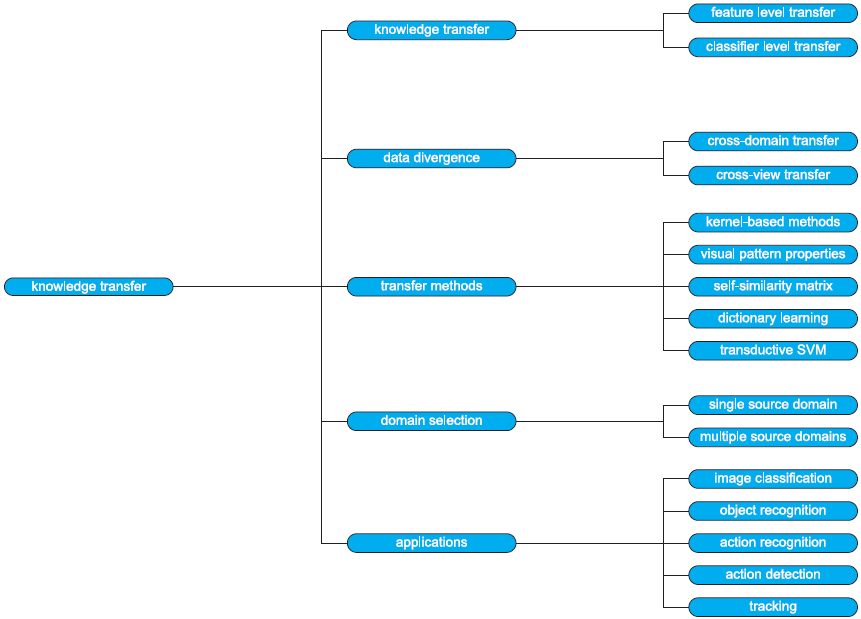 knowledge transfer
knowledge transfer
feature level transfer
classifier level transfer
data divergence
cross-domain transfer
cross-view transfer
transfer methods
kernel-based methods
visual pattern properties
self-similarity matrix
dictionary learning
transductive SVM
domain selection
single source domain
multiple source domains
applications
image classification
object recognition
action recognition
action detection
tracking